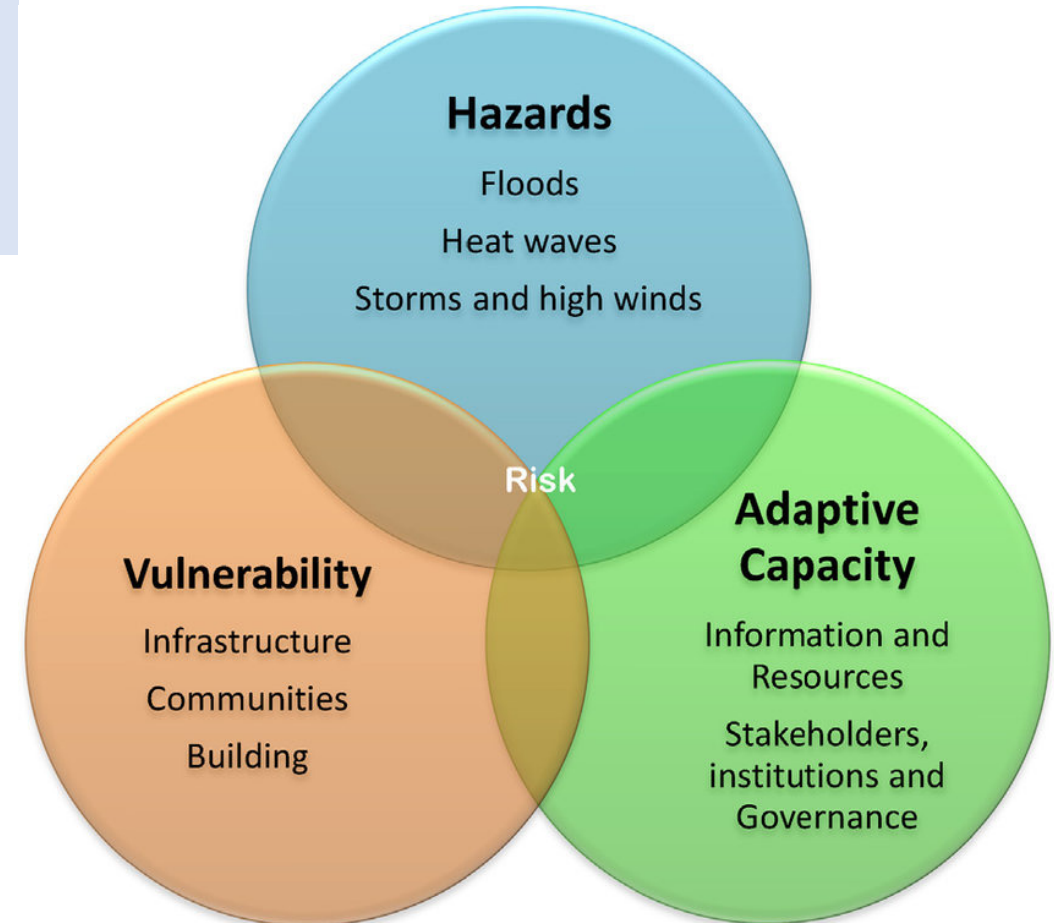 Hazards
Floods
Heat waves
Storms and high winds
Risk
Vulnerability
Infrastructure
Communities
Building
Adaptive
Capacity
Information and
Resources
Stakeholders,
institutions and
Governance